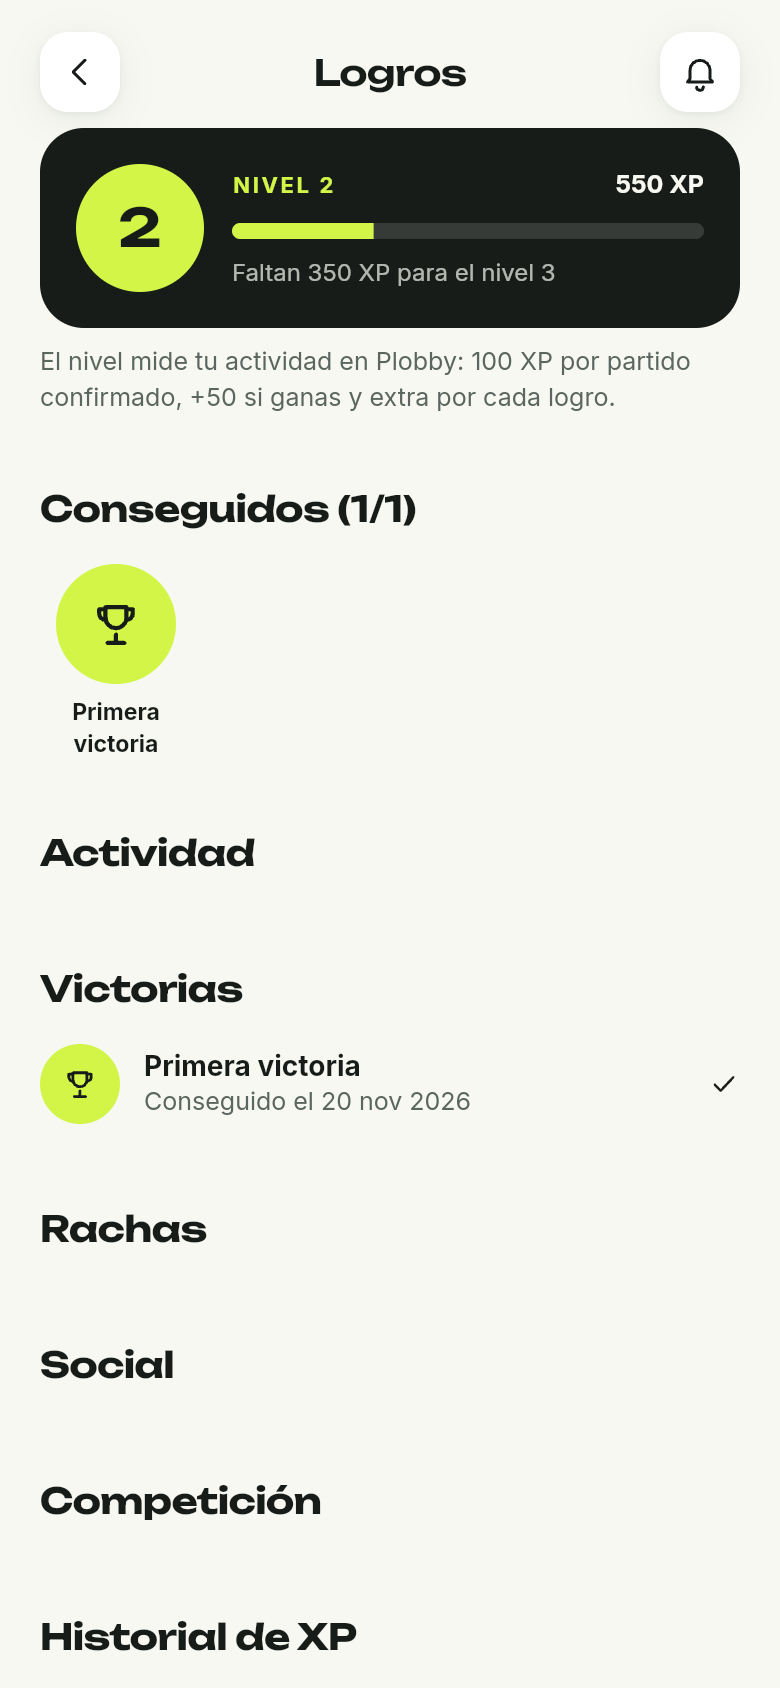 Logros
2
NIVEL 2
550 XP
Faltan 350 XP para el nivel 3
El nivel mide tu actividad en Plobby: 100 XP por partido
confirmado, +50 si ganas y extra por cada logro.
Conseguidos (1/1)
Primera
victoria
Actividad
Victorias
Primera victoria
Conseguido el 20 nov 2026
Rachas
Social
Competición
Historial de XP